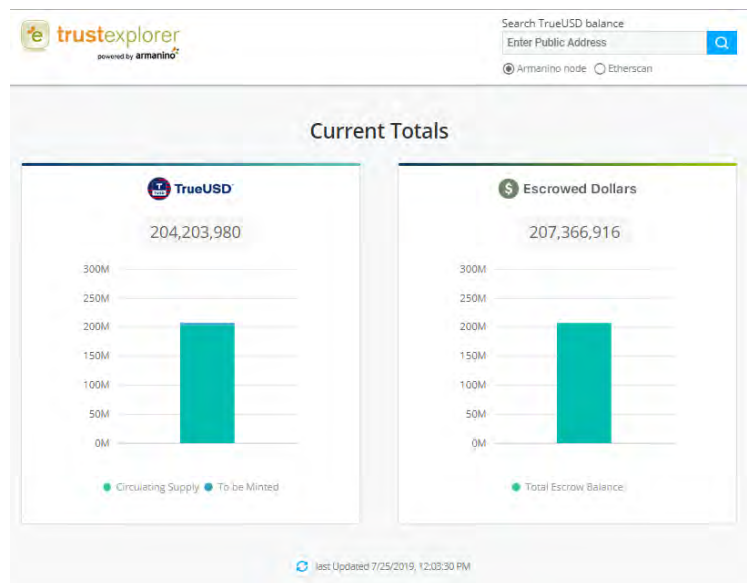 e trustexplorer
powered by armanino
Search TrueUSD balance
Enter Public Address
Armanino node Etherscan
Current Totals
TrueUSD
204,203,980
300M
250M
200M
150M
100M
50M
0M
Circulating Supply To be Minted
$ Escrowed Dollars
207,366,916
300M
250M
200M
150M
100M
50M
0M
Total Escrow Balance
last Updated 7/25/2019, 12:03:30 PM